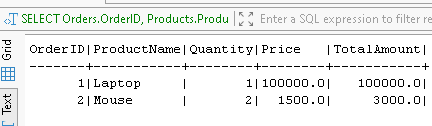 SELECT Orders.OrderID, Products.Produ
Enter a SQL expression to filter re
Grid
Text
OrderID|ProductName|Quantity|Price   |TotalAmount|
-------+-----------+--------+--------+-----------+
      1|Laptop     |       1|100000.0|   100000.0|
      2|Mouse      |       2|  1500.0|     3000.0|